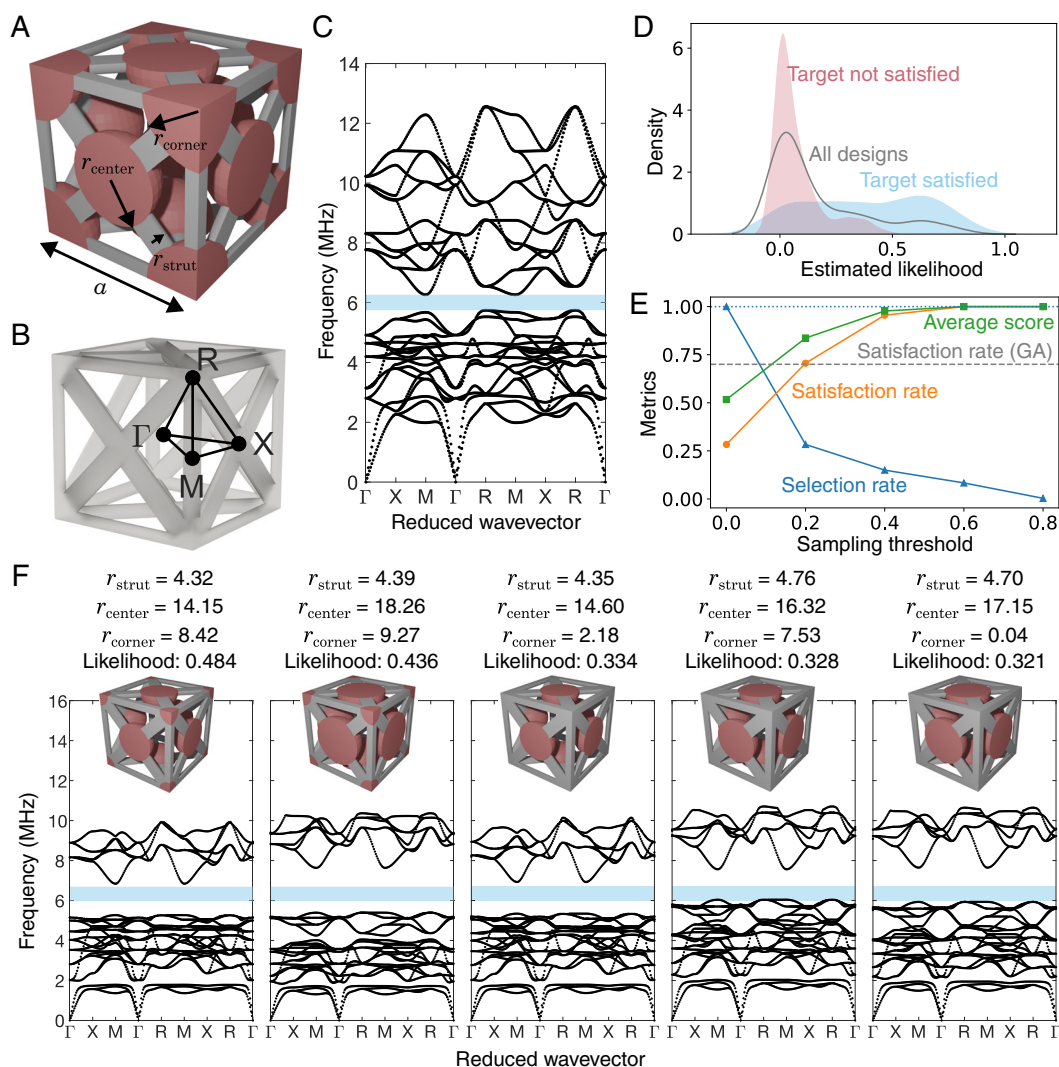 A
r_corner
r_center
r_strut
a
B
R
Γ
X
M
C
14
12
10
8
6
4
2
0
Frequency (MHz)
Γ X M Γ R M X R Γ
Reduced wavevector
D
6
4
2
0
Density
Target not satisfied
All designs
Target satisfied
0.0 0.5 1.0
Estimated likelihood
E
1.00
0.75
0.50
0.25
0.00
Metrics
Average score
Satisfaction rate (GA)
Satisfaction rate
Selection rate
0.0 0.2 0.4 0.6 0.8
Sampling threshold
F
r_strut = 4.32
r_center = 14.15
r_corner = 8.42
Likelihood: 0.484
r_strut = 4.39
r_center = 18.26
r_corner = 9.27
Likelihood: 0.436
r_strut = 4.35
r_center = 14.60
r_corner = 2.18
Likelihood: 0.334
r_strut = 4.76
r_center = 16.32
r_corner = 7.53
Likelihood: 0.328
r_strut = 4.70
r_center = 17.15
r_corner = 0.04
Likelihood: 0.321
16
14
12
10
8
6
4
2
0
Frequency (MHz)
Γ X M Γ R M X R Γ
Γ X M Γ R M X R Γ
Γ X M Γ R M X R Γ
Γ X M Γ R M X R Γ
Γ X M Γ R M X R Γ
Reduced wavevector